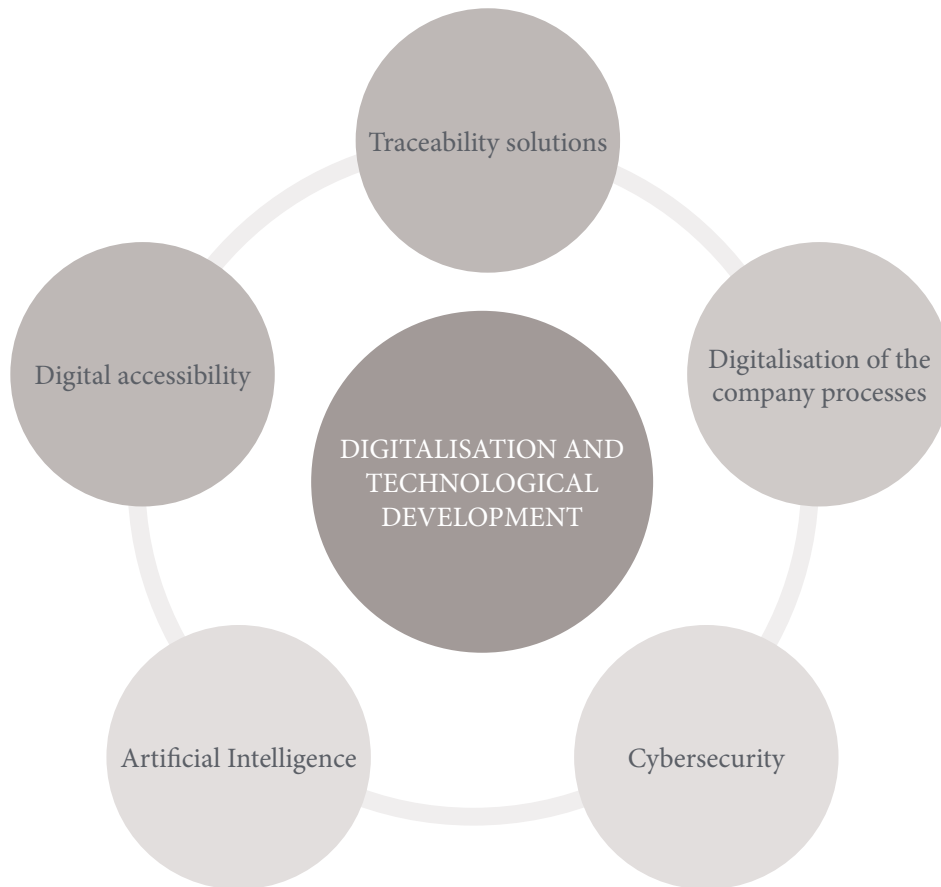 Traceability solutions
Digital accessibility
Digitalisation of the
company processes
DIGITALISATION AND
TECHNOLOGICAL
DEVELOPMENT
Artificial Intelligence
Cybersecurity